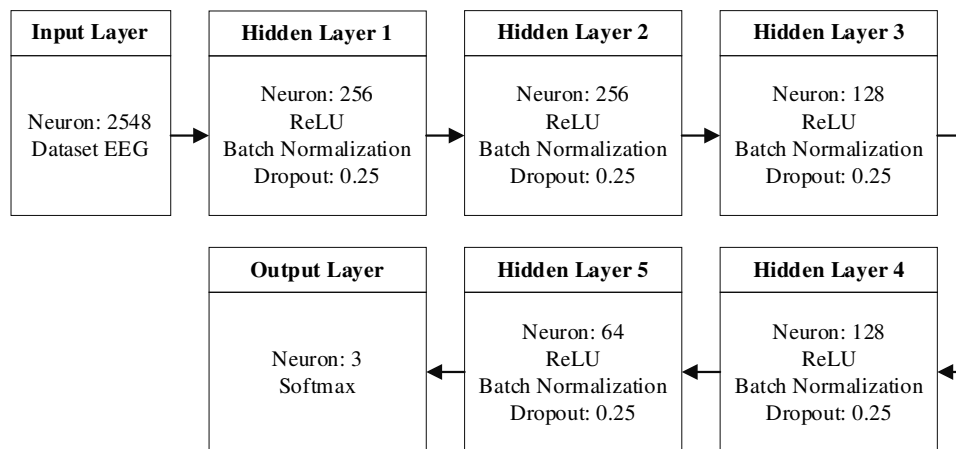 Input Layer
Neuron: 2548
Dataset EEG
Hidden Layer 1
Neuron: 256
ReLU
Batch Normalization
Dropout: 0.25
Hidden Layer 2
Neuron: 256
ReLU
Batch Normalization
Dropout: 0.25
Hidden Layer 3
Neuron: 128
ReLU
Batch Normalization
Dropout: 0.25
Hidden Layer 4
Neuron: 128
ReLU
Batch Normalization
Dropout: 0.25
Hidden Layer 5
Neuron: 64
ReLU
Batch Normalization
Dropout: 0.25
Output Layer
Neuron: 3
Softmax